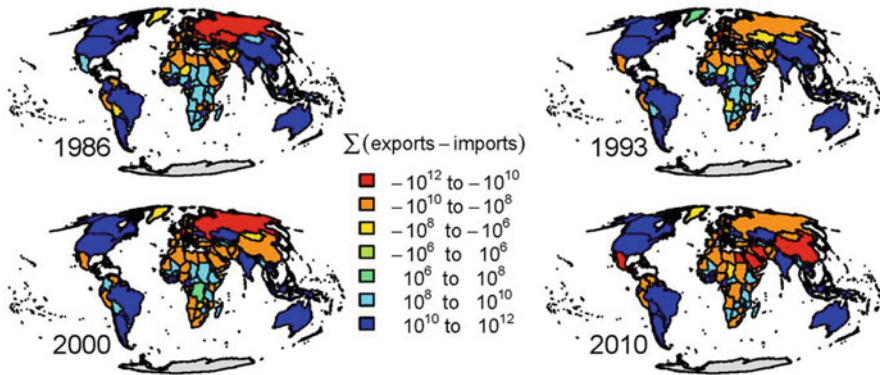 1986
1993
∑(exports – imports)
– 10¹² to – 10¹⁰
– 10¹⁰ to – 10⁸
– 10⁸ to – 10⁶
– 10⁶ to 10⁶
10⁶ to 10⁸
10⁸ to 10¹⁰
10¹⁰ to 10¹²
2000
2010